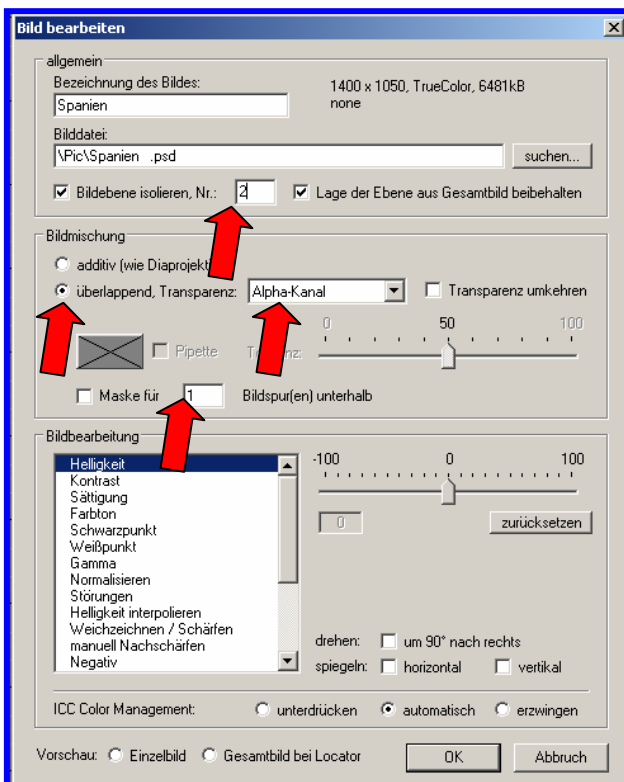 Bild bearbeiten
allgemein
Bezeichnung des Bildes:
Spanien
1400 x 1050, TrueColor, 6481kB
none
Bilddatei:
\Pic\Spanien .psd
suchen...
Bildebene isolieren, Nr.: 2 Lage der Ebene aus Gesamtbild beibehalten
Bildmischung
additiv (wie Diaprojekt
überlappend, Transparenz: Alpha-Kanal Transparenz umkehren
0 50 100
Pipette
Maske für 1 Bildspur(en) unterhalb
Bildbearbeitung
Helligkeit
Kontrast
Sättigung
Farbton
Schwarzpunkt
Weißpunkt
Gamma
Normalisieren
Störungen
Helligkeit interpolieren
Weichzeichnen / Schärfen
manuell Nachschärfen
Negativ
-100 0 100
0 zurücksetzen
drehen: um 90° nach rechts
spiegeln: horizontal vertikal
ICC Color Management: unterdrücken automatisch erzwingen
Vorschau: Einzelbild Gesamtbild bei Locator OK Abbruch